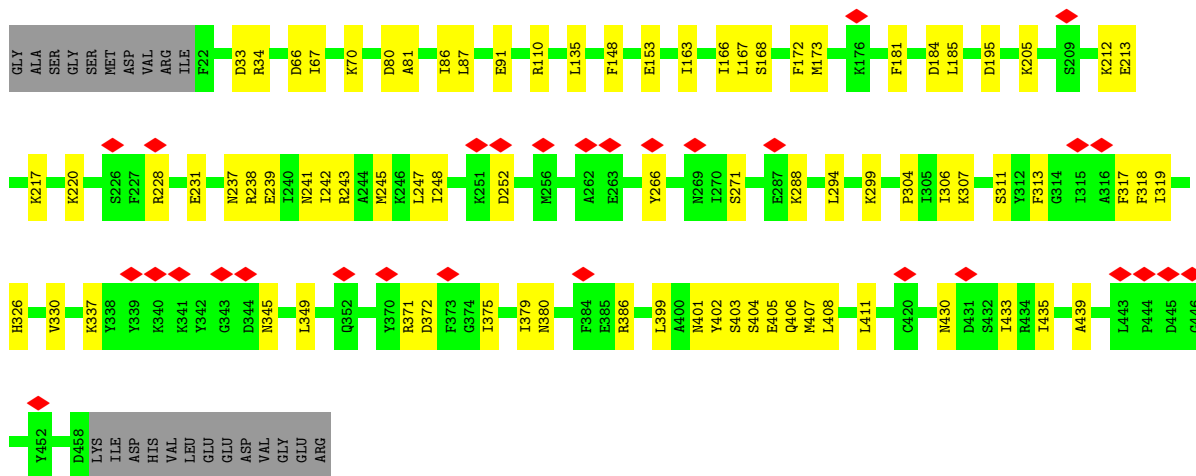 GLY ALA SER GLY SER MET ASP VAL ARG ILE F22 D33 R34 D66 I67 K70 D80 A81 I86 L87 E91 R110 L135 F148 E153 I163 I166 L167 S168 F172 M173 K176 F181 D184 L185 D195 K205 S209 K212 E213
K217 K220 S226 F227 R228 E231 N237 R238 E239 I240 N241 I242 R243 A244 M245 K246 L247 I248 K251 D252 M256 A262 E263 Y266 N269 I270 S271 E287 K288 L294 K299 P304 I305 I306 K307 S311 Y312 F313 G314 I315 A316 F317 F318 I319
H326 V330 K337 Y338 Y339 K340 K341 Y342 G343 D344 N345 L349 Q352 Y370 R371 D372 F373 G374 I375 I379 N380 F384 E385 R386 L399 A400 N401 Y402 S403 S404 E405 Q406 M407 L408 L411 C420 N430 D431 S432 I433 R434 I435 A439 L443 P444 D445
Y452 D458 LYS ILE ASP HIS VAL LEU GLU GLU ASP VAL GLY GLU ARG